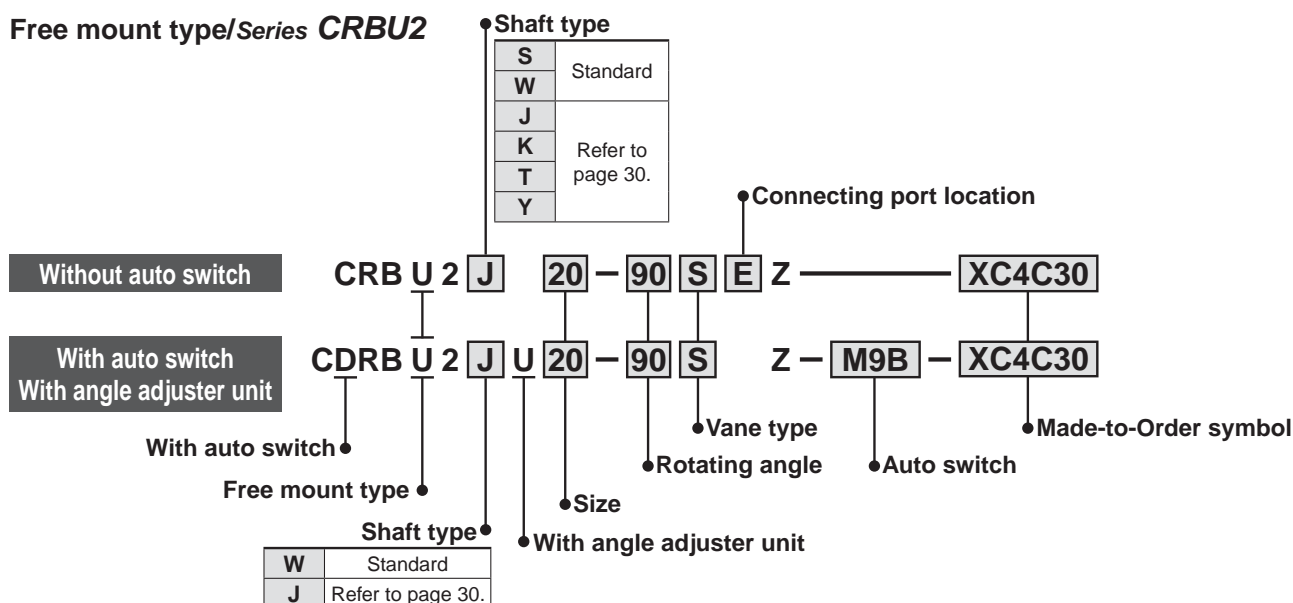 Free mount type/Series CRBU2
Shaft type
S
Standard
W
J
K
Refer to
page 30.
T
Y
Connecting port location
Without auto switch
CRB U 2 J 20 – 90 S E Z – XC4C30
With auto switch
With angle adjuster unit
CDRB U 2 J U 20 – 90 S Z – M9B – XC4C30
Vane type
Made-to-Order symbol
With auto switch
Rotating angle
Auto switch
Free mount type
Size
Shaft type
With angle adjuster unit
W Standard
J Refer to page 30.